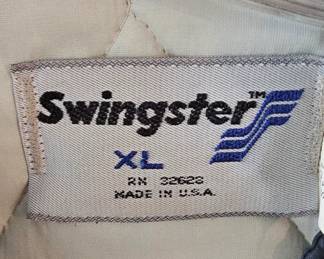 Swingster™
XL
RN 32628
MADE IN U.S.A.